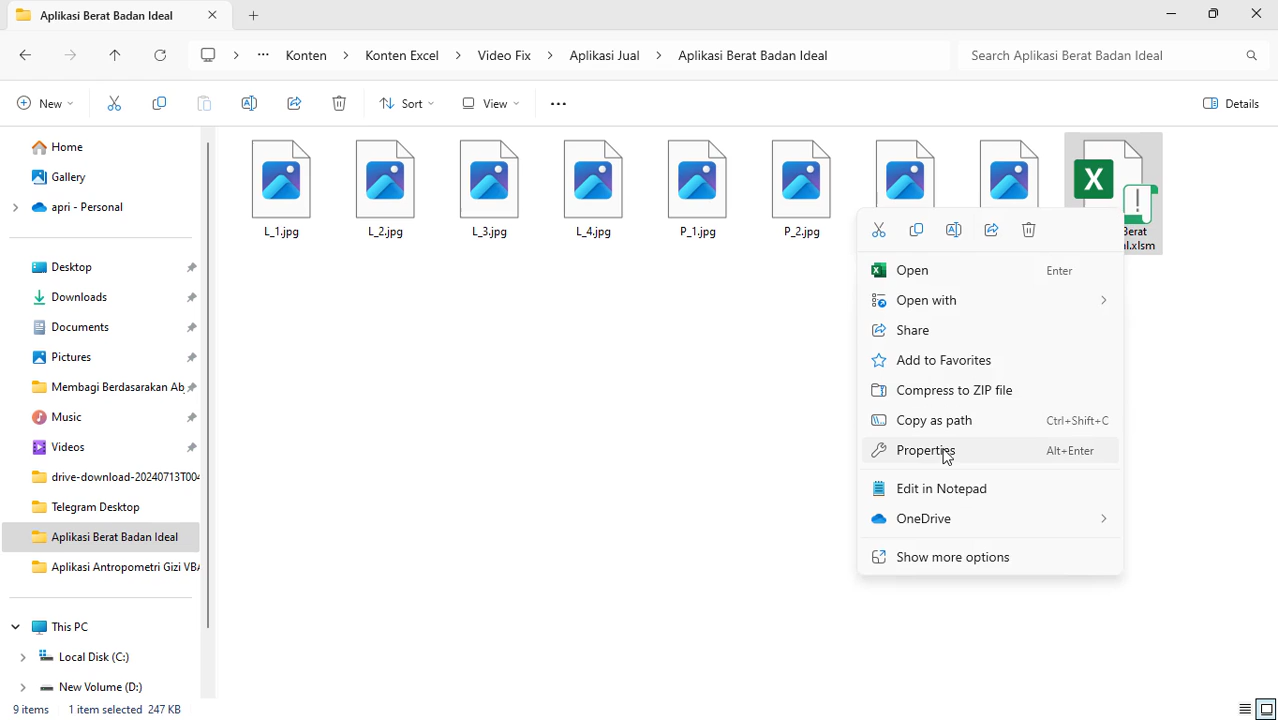 Aplikasi Berat Badan Ideal
Konten > Konten Excel > Video Fix > Aplikasi Jual > Aplikasi Berat Badan Ideal
Search Aplikasi Berat Badan Ideal
New
Sort
View
Details
Home
Gallery
apri - Personal
Desktop
Downloads
Documents
Pictures
Membagi Berdasarakan Ab
Music
Videos
drive-download-20240713T004
Telegram Desktop
Aplikasi Berat Badan Ideal
Aplikasi Antropometri Gizi VBA
This PC
Local Disk (C:)
New Volume (D:)
L_1.jpg
L_2.jpg
L_3.jpg
L_4.jpg
P_1.jpg
P_2.jpg
Berat
l.xlsm
Open Enter
Open with
Share
Add to Favorites
Compress to ZIP file
Copy as path Ctrl+Shift+C
Properties Alt+Enter
Edit in Notepad
OneDrive
Show more options
9 items 1 item selected 247 KB